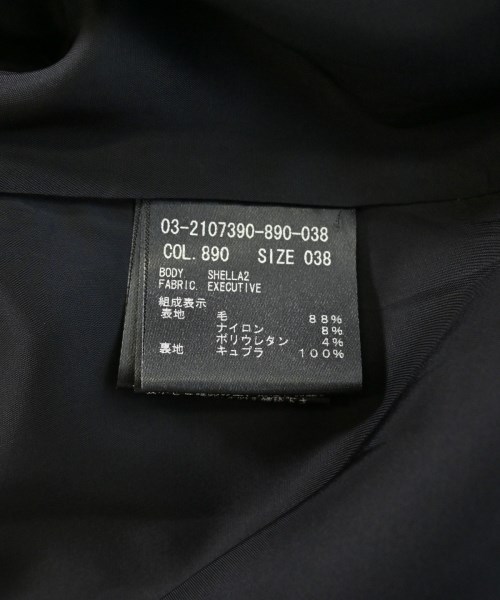 03-2107390-890-038
COL. 890 SIZE 038
BODY. SHELLA2
FABRIC. EXECUTIVE
組成表示
表地 毛 88%
ナイロン 8%
ポリウレタン 4%
裏地 キュプラ 100%